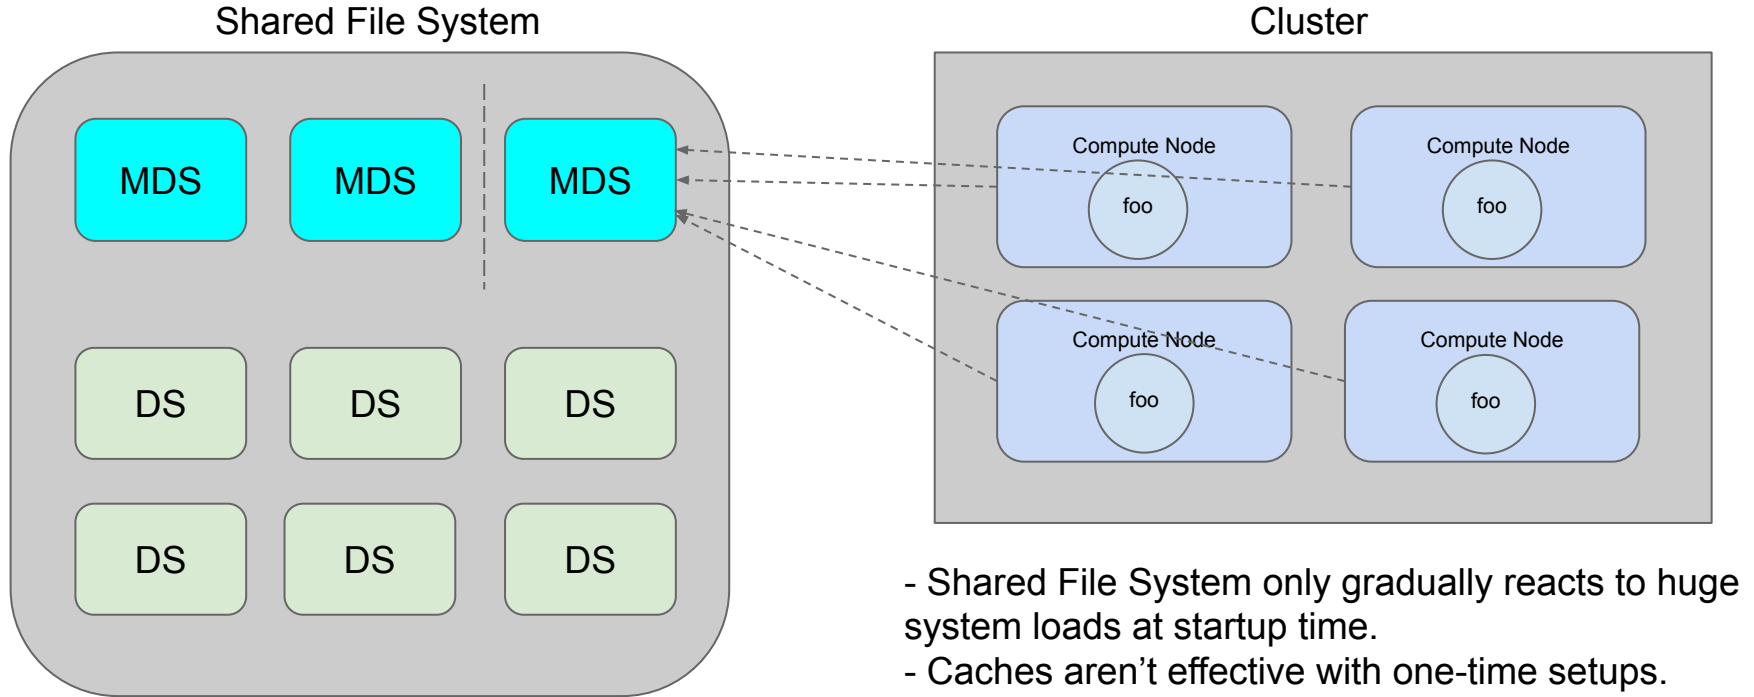 Shared File System
Cluster
MDS
MDS
MDS
Compute Node
foo
Compute Node
foo
Compute Node
foo
Compute Node
foo
DS
DS
DS
DS
DS
DS
- Shared File System only gradually reacts to huge
system loads at startup time.
- Caches aren’t effective with one-time setups.